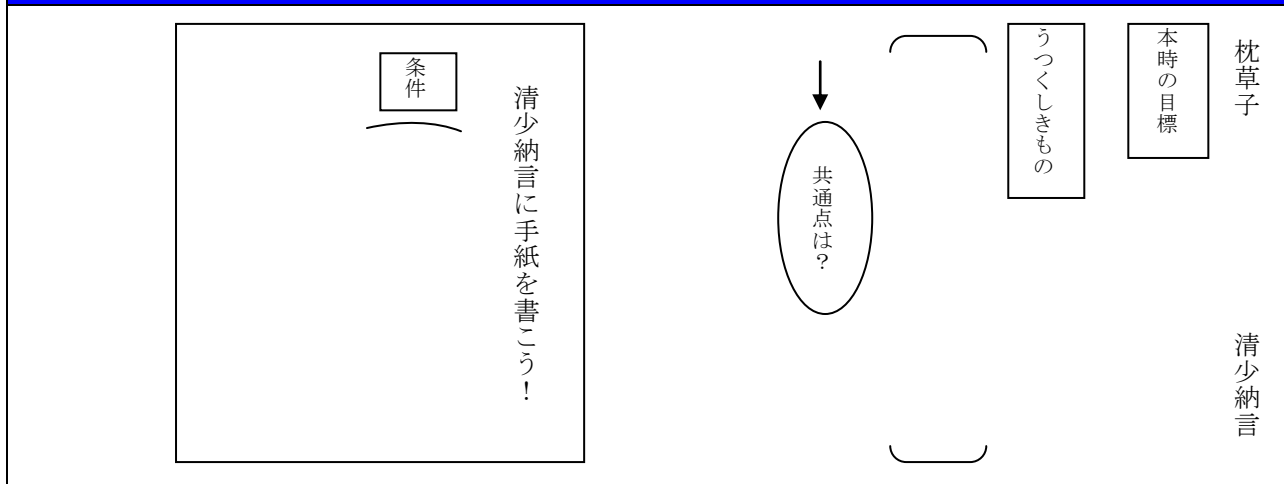 枕草子
清少納言
本時の目標
うつくしきもの
共通点は?
清少納言に手紙を書こう!
条件